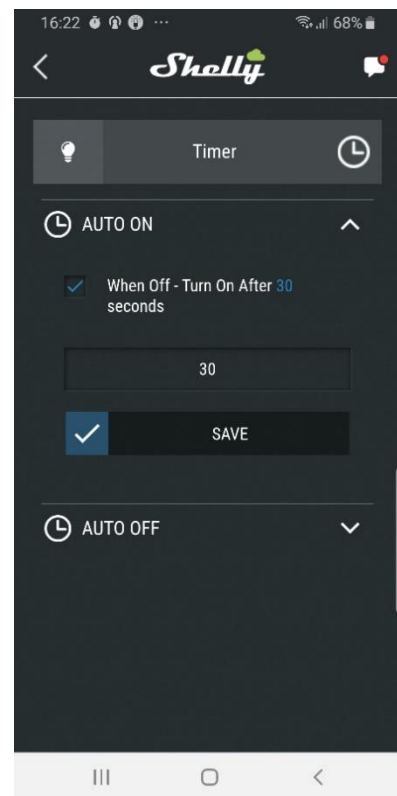 16:22 68%
Shelly
Timer
AUTO ON
When Off - Turn On After 30
seconds
30
SAVE
AUTO OFF